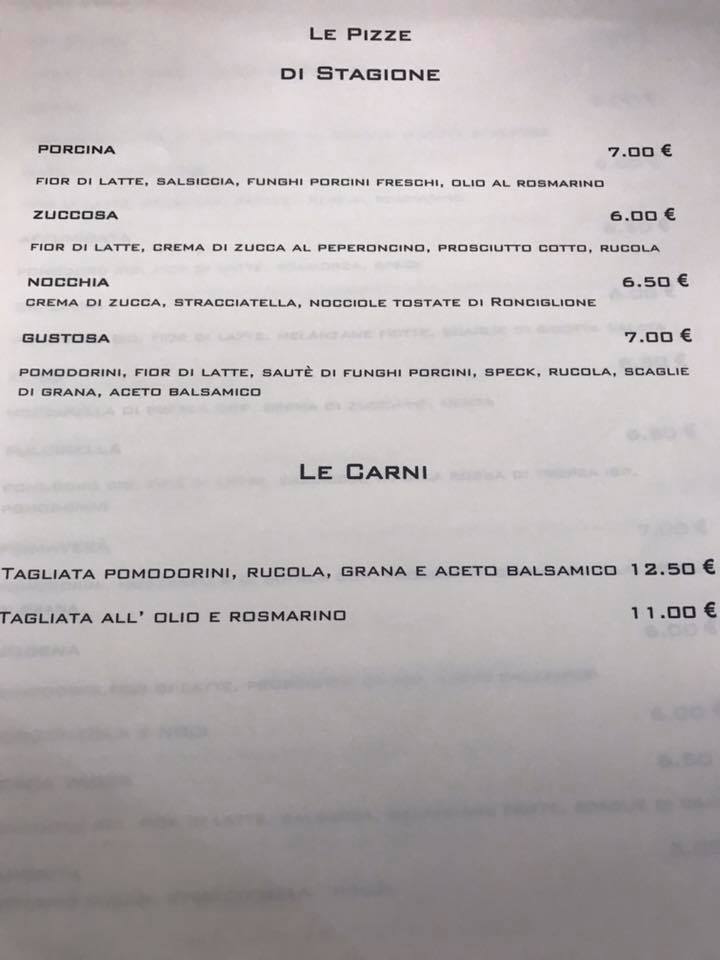 Le Pizze
di Stagione
Porcina 7.00 €
fior di latte, salsiccia, funghi porcini freschi, olio al rosmarino
Zuccosa 6.00 €
fior di latte, crema di zucca al peperoncino, prosciutto cotto, rucola
Nocchia 6.50 €
crema di zucca, stracciatella, nocciole tostate di Ronciglione
Gustosa 7.00 €
pomodorini, fior di latte, sautè di funghi porcini, speck, rucola, scaglie
di grana, aceto balsamico
Le Carni
Tagliata pomodorini, rucola, grana e aceto balsamico 12.50 €
Tagliata all' olio e rosmarino 11.00 €